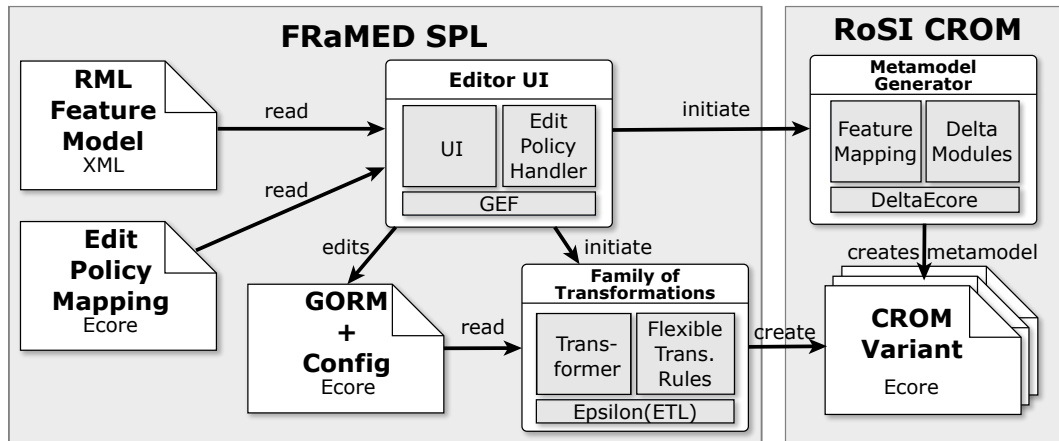 FRaMED SPL
RML
Feature
Model
XML
read
Editor UI
UI
Edit
Policy
Handler
GEF
read
Edit
Policy
Mapping
Ecore
edits
initiate
GORM
+
Config
Ecore
read
Family of
Transformations
Trans-
former
Flexible
Trans.
Rules
Epsilon(ETL)
initiate
create
RoSI CROM
Metamodel
Generator
Feature
Mapping
Delta
Modules
DeltaEcore
creates metamodel
CROM
Variant
Ecore